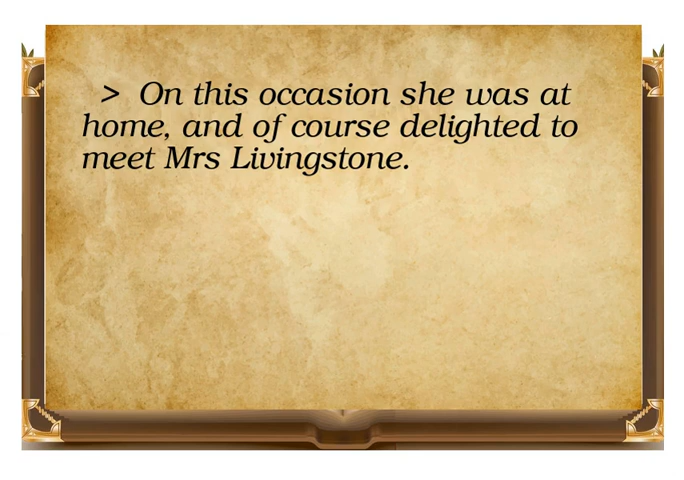 > On this occasion she was at
home, and of course delighted to
meet Mrs Livingstone.